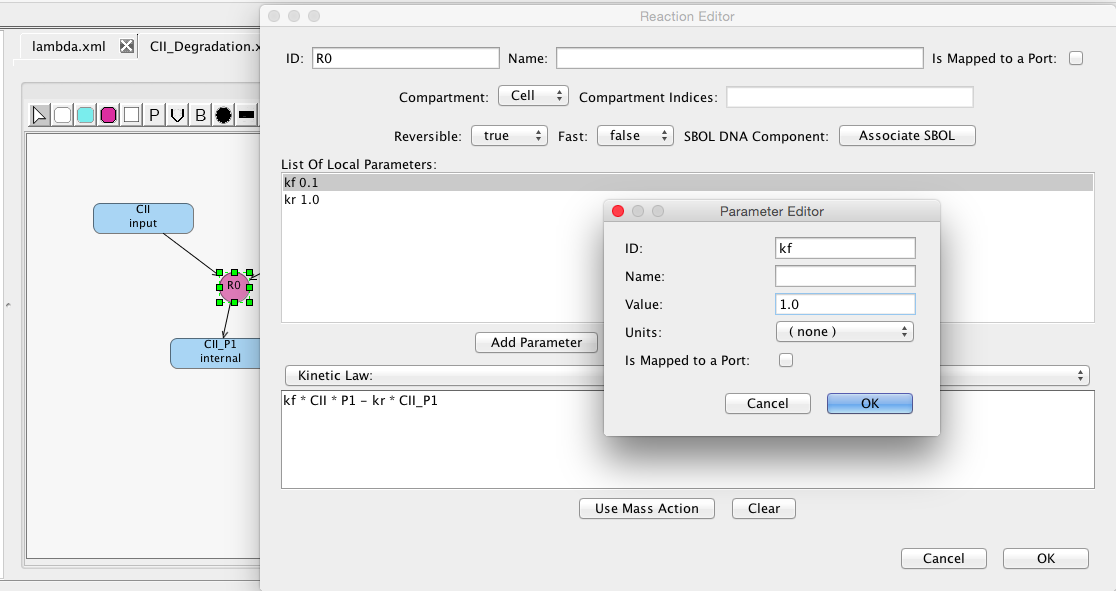 Reaction Editor
lambda.xml
CII_Degradation.x
ID: R0 Name: Is Mapped to a Port:
Compartment: Cell Compartment Indices:
P V B
Reversible: true Fast: false SBOL DNA Component: Associate SBOL
List Of Local Parameters:
kf 0.1
kr 1.0
CII
input
R0
CII_P1
internal
Parameter Editor
ID: kf
Name:
Value: 1.0
Units: ( none )
Is Mapped to a Port:
Cancel OK
Add Parameter
Kinetic Law:
kf * CII * P1 - kr * CII_P1
Use Mass Action Clear
Cancel OK